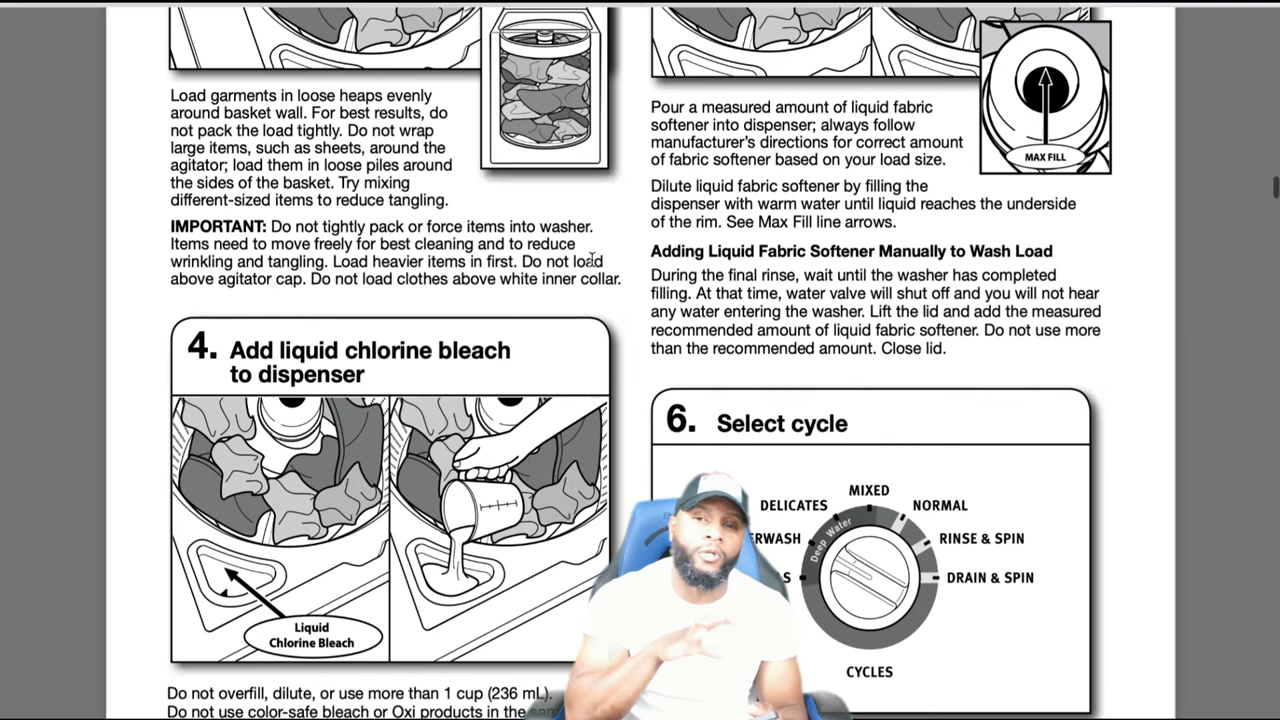 Load garments in loose heaps evenly
around basket wall. For best results, do
not pack the load tightly. Do not wrap
large items, such as sheets, around the
agitator; load them in loose piles around
the sides of the basket. Try mixing
different-sized items to reduce tangling.
IMPORTANT: Do not tightly pack or force items into washer.
Items need to move freely for best cleaning and to reduce
wrinkling and tangling. Load heavier items in first. Do not load
above agitator cap. Do not load clothes above white inner collar.
4. Add liquid chlorine bleach
to dispenser
Liquid
Chlorine Bleach
Do not overfill, dilute, or use more than 1 cup (236 mL).
Do not use color-safe bleach or Oxi products in the
MAX FILL
Pour a measured amount of liquid fabric
softener into dispenser; always follow
manufacturer's directions for correct amount
of fabric softener based on your load size.
Dilute liquid fabric softener by filling the
dispenser with warm water until liquid reaches the underside
of the rim. See Max Fill line arrows.
Adding Liquid Fabric Softener Manually to Wash Load
During the final rinse, wait until the washer has completed
filling. At that time, water valve will shut off and you will not hear
any water entering the washer. Lift the lid and add the measured
recommended amount of liquid fabric softener. Do not use more
than the recommended amount. Close lid.
6. Select cycle
MIXED
DELICATES
NORMAL
ERWASH
Deep Water
RINSE & SPIN
S
DRAIN & SPIN
CYCLES